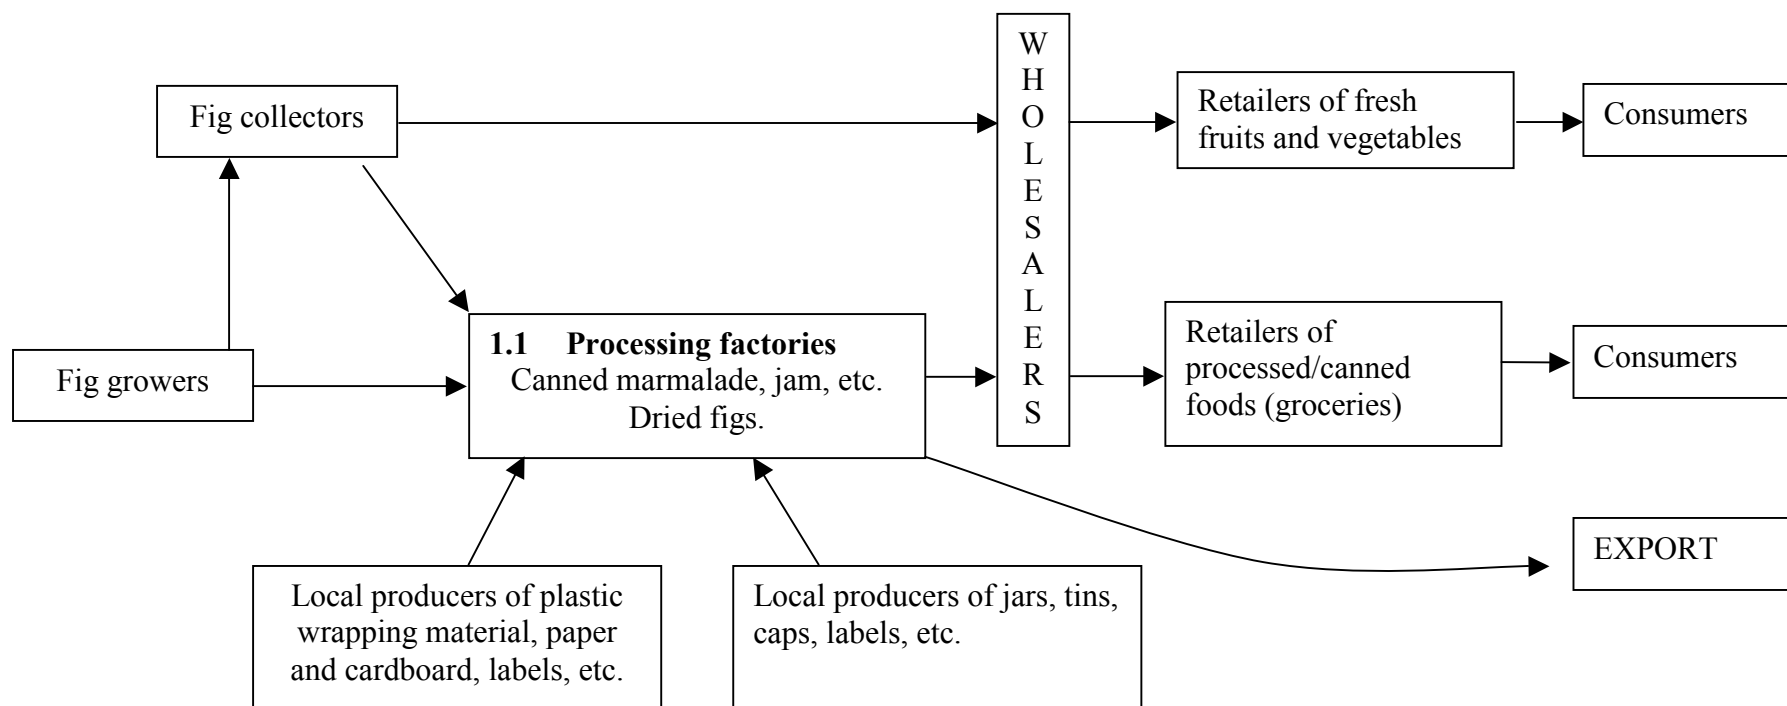 Fig collectors
W
H
O
L
E
S
A
L
E
R
S
Retailers of fresh
fruits and vegetables
Consumers
Fig growers
1.1 Processing factories
Canned marmalade, jam, etc.
Dried figs.
Retailers of
processed/canned
foods (groceries)
Consumers
EXPORT
Local producers of plastic
wrapping material, paper
and cardboard, labels, etc.
Local producers of jars, tins,
caps, labels, etc.